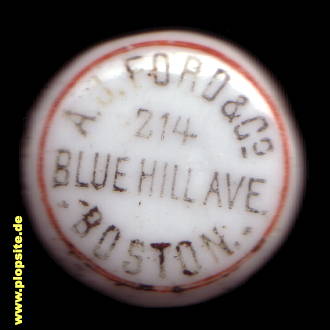 A.J. FORD & Co.
214
BLUE HILL AVE.
BOSTON.
www.plopsite.de